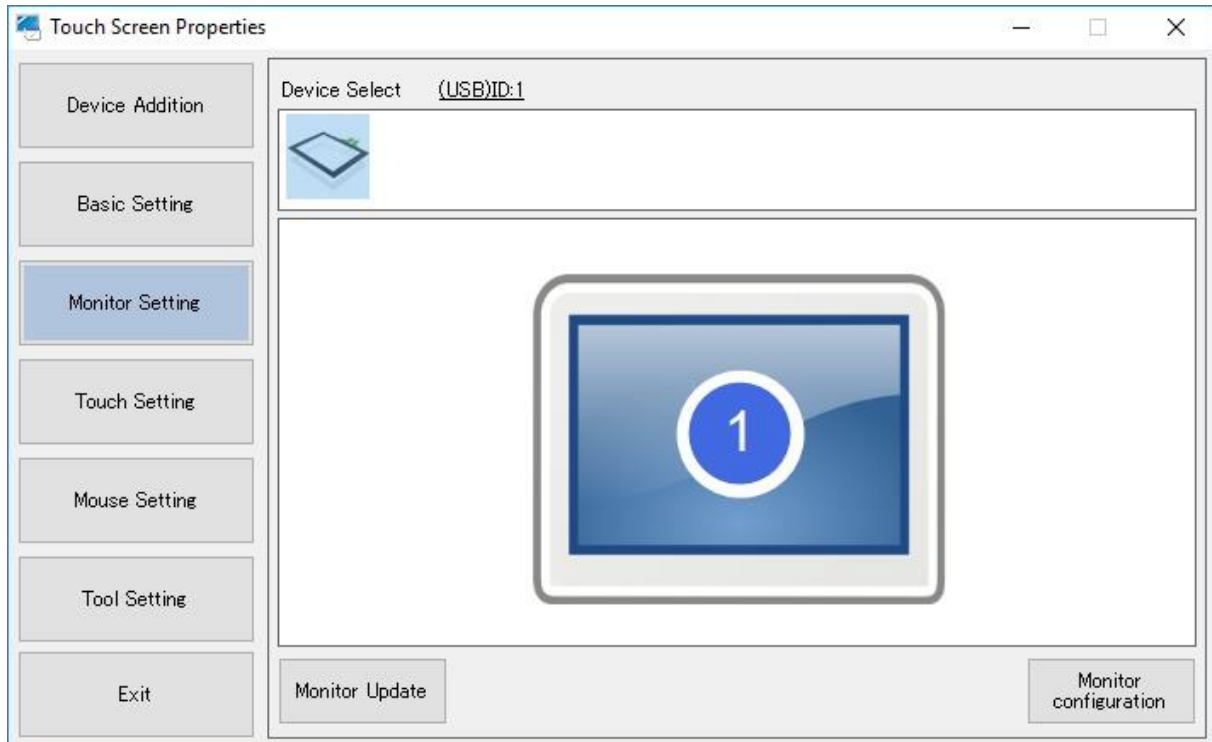 Touch Screen Properties
Device Addition
Basic Setting
Monitor Setting
Touch Setting
Mouse Setting
Tool Setting
Exit
Device Select (USB)ID:1
1
Monitor Update
Monitor
configuration